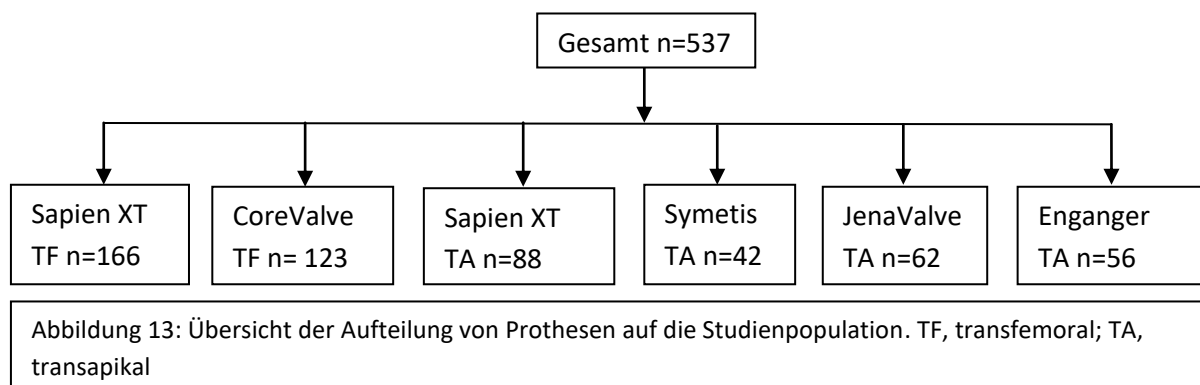 Gesamt n=537
Sapien XT
TF n=166
CoreValve
TF n= 123
Sapien XT
TA n=88
Symetis
TA n=42
JenaValve
TA n=62
Enganger
TA n=56
Abbildung 13: Übersicht der Aufteilung von Prothesen auf die Studienpopulation. TF, transfemoral; TA,
transapikal